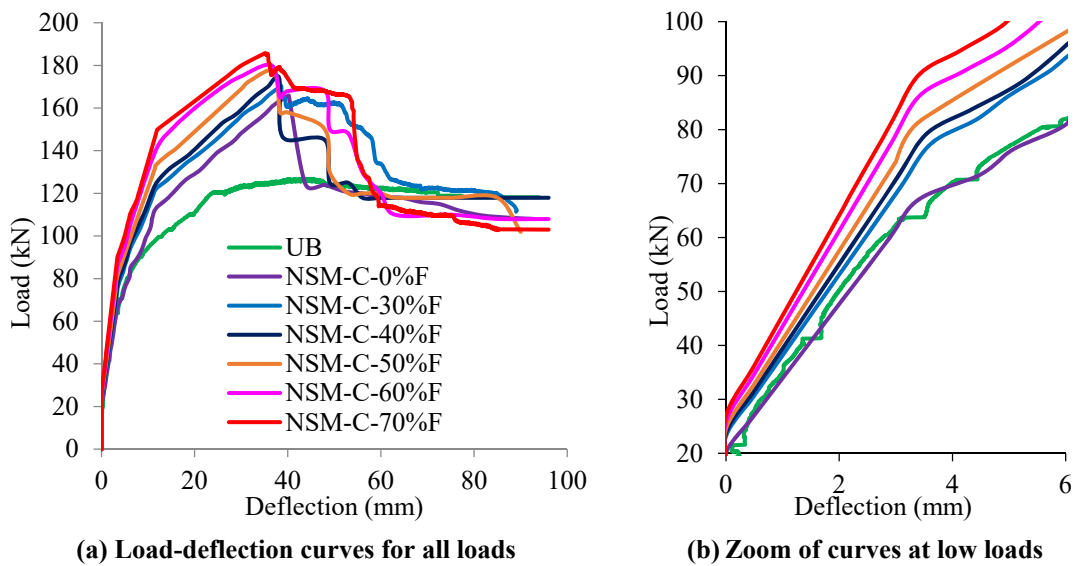 200
180
160
140
120
100
80
60
40
20
0
Load (kN)
UB
NSM-C-0%F
NSM-C-30%F
NSM-C-40%F
NSM-C-50%F
NSM-C-60%F
NSM-C-70%F
0 20 40 60 80 100
Deflection (mm)
(a) Load-deflection curves for all loads
100
90
80
70
60
50
40
30
20
Load (kN)
0 2 4 6
Deflection (mm)
(b) Zoom of curves at low loads